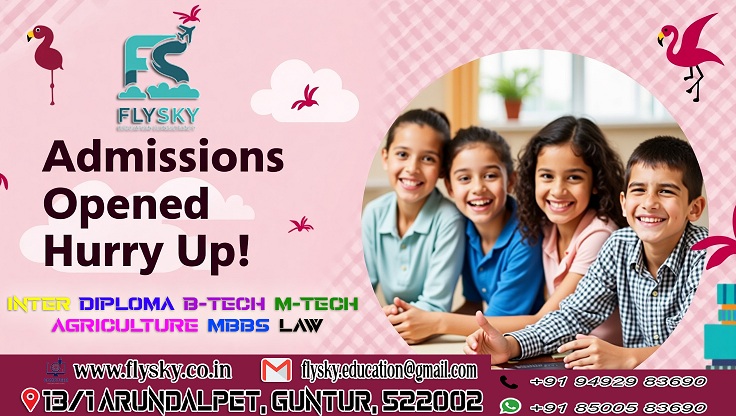 FS
FLYSKY
Admissions
Opened
Hurry Up!
INTER DIPLOMA B-TECH M-TECH
AGRICULTURE MBBS LAW
www.flysky.co.in
flysky.education@gmail.com
+91 94929 83690
13/1 ARUNDALPET, GUNTUR, 522002
+91 85005 83690